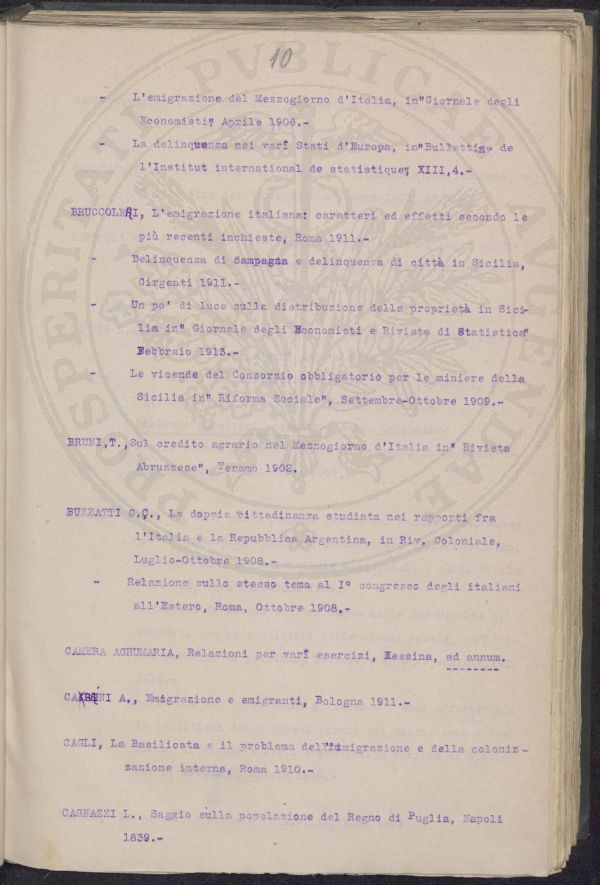 10
- L'emigrazione del Mezzogiorno d'Italia, in"Giornale degli
Economisti", Aprile 1906.-
- La delinquenza nei varî Stati d'Europa, in"Bullettins de
l'Institut international de statistique", XIII,4.-
BRUCCOLERI, L'emigrazione italiana: caratteri ed effetti secondo le
più recenti inchieste, Roma 1911.-
- Delinquenza di campagna e delinquenza di città in Sicilia,
Girgenti 1911.-
- Un po' di luce sulla distribuzione della proprietà in Sici-
lia in" Giornale degli Economisti e Rivista di Statistica"
Febbraio 1913.-
- Le vicende del Consorzio obbligatorio per le miniere della
Sicilia in" Riforma Sociale", Settembre-Ottobre 1909.-
BRUNI,T.,Sul credito agrario nel Mezzogiorno d'Italia in" Rivista
Abruzzese", Teramo 1902.
BUZZATTI G.C., La doppia cittadinanza studiata nei rapporti fra
l'Italia e la Repubblica Argentina, in Riv. Coloniale,
Luglio-Ottobre 1908.-
- Relazione sullo stesso tema al I° congresso degli italiani
all'Estero, Roma, Ottobre 1908.-
CAMERA AGRUMARIA, Relazioni per varî esercizi, Messina, ad annum.
A., Emigrazione e emigranti, Bologna 1911.-
CAGLI, La Basilicata e il problema dell'immigrazione e della coloniz-
zazione interna, Roma 1910.-
CAGNAZZI L., Saggio sulla popolazione del Regno di Puglia, Napoli
1839.-
PROSPERITATI PVBLICAE AVGENDAE